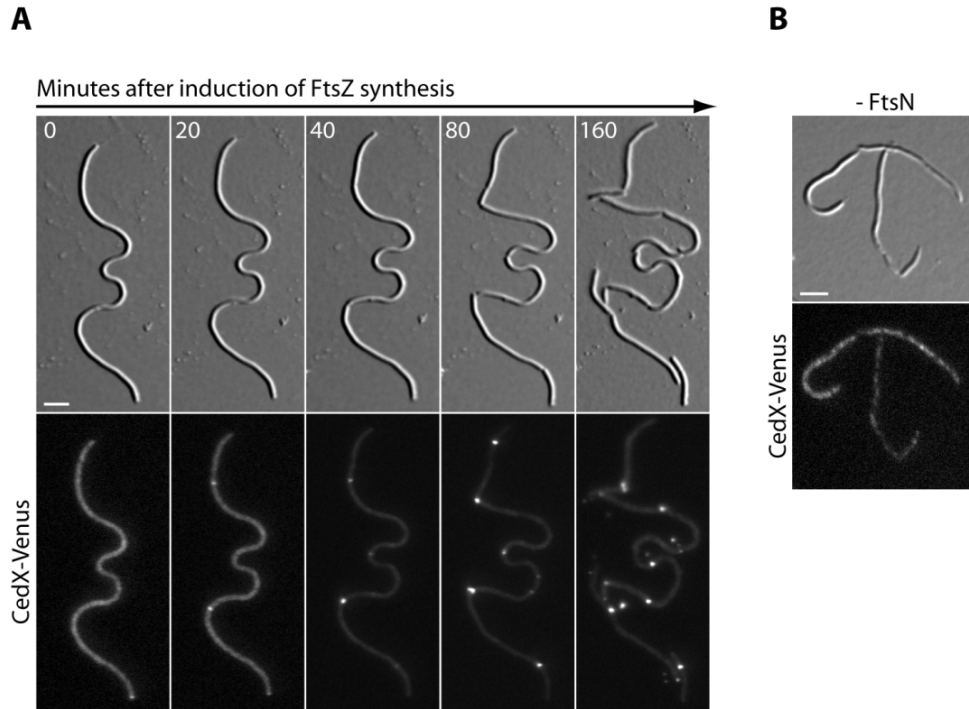 A
B
Minutes after induction of FtsZ synthesis
- FtsN
0
20
40
80
160
CedX-Venus
CedX-Venus